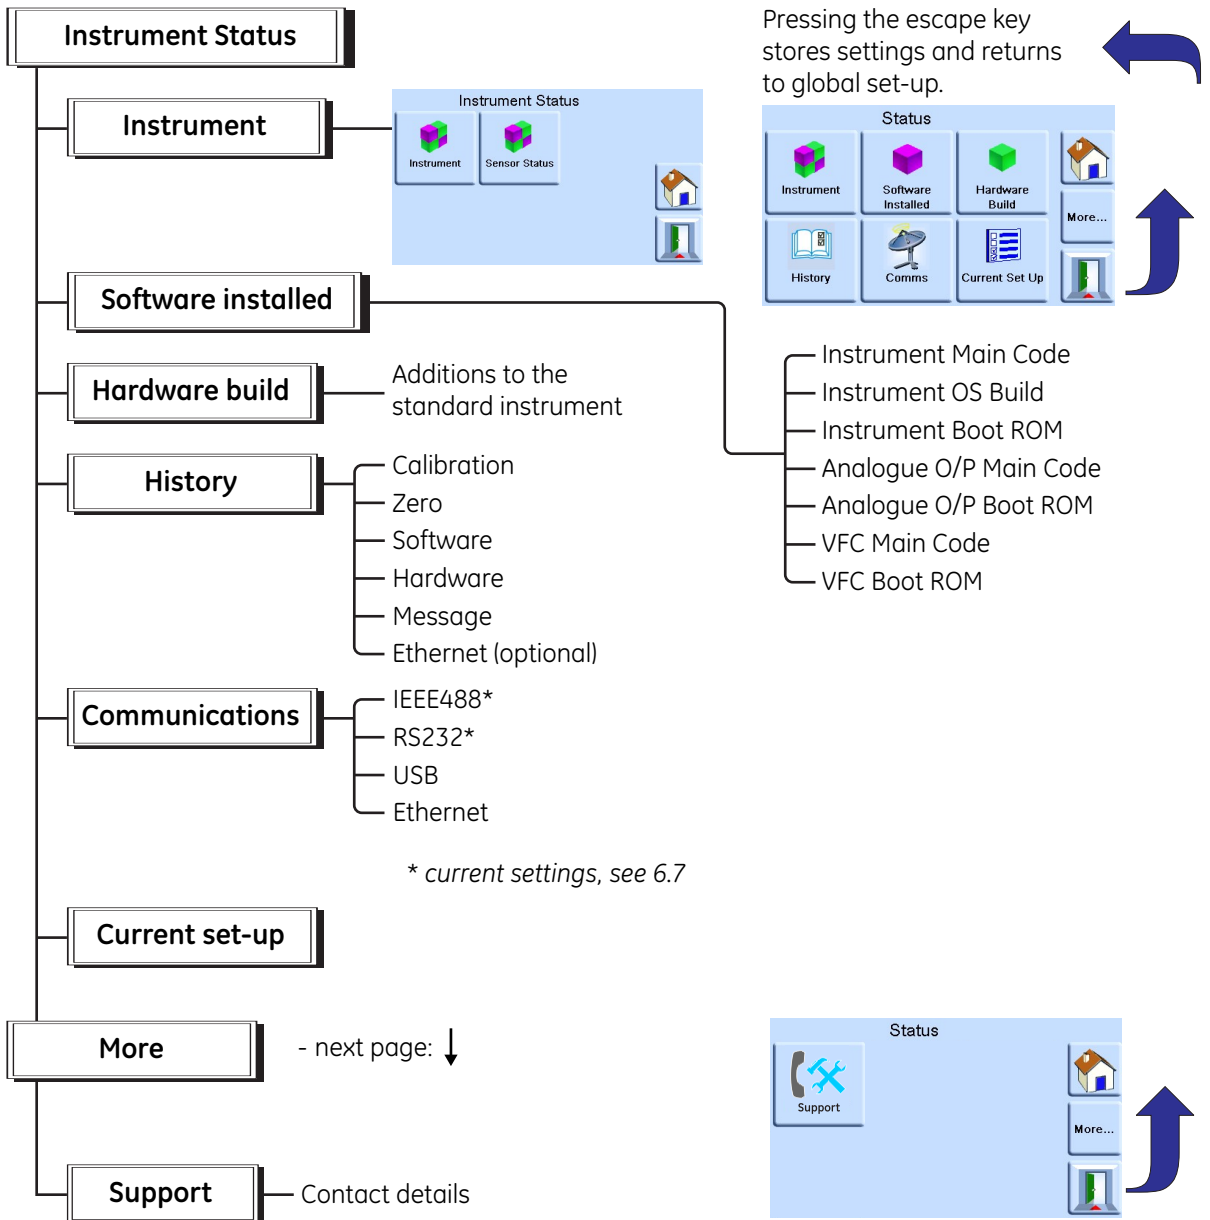 Instrument Status
Pressing the escape key
stores settings and returns
to global set-up.
Instrument
Instrument Status
Instrument
Sensor Status
Status
Instrument
Software
Installed
Hardware
Build
More...
History
Comms
Current Set Up
Software installed
Instrument Main Code
Instrument OS Build
Instrument Boot ROM
Analogue O/P Main Code
Analogue O/P Boot ROM
VFC Main Code
VFC Boot ROM
Hardware build
Additions to the
standard instrument
History
Calibration
Zero
Software
Hardware
Message
Ethernet (optional)
Communications
IEEE488*
RS232*
USB
Ethernet
* current settings, see 6.7
Current set-up
More
- next page:
Status
Support
More...
Support
Contact details